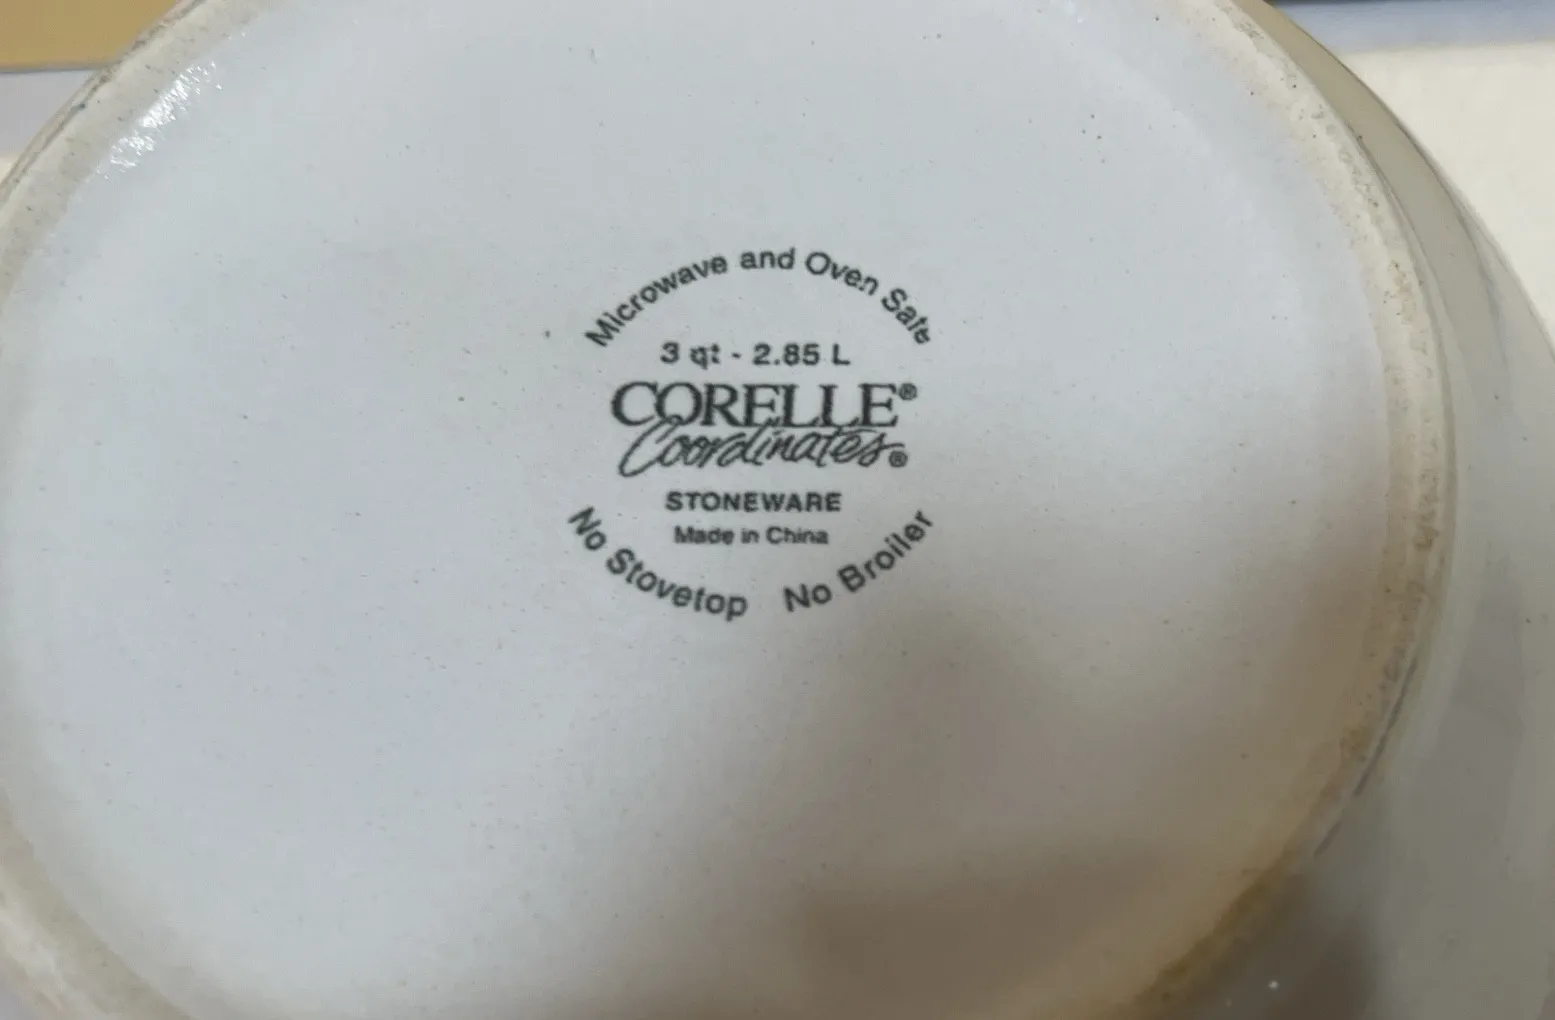 Microwave and Oven Safe
3 qt - 2.85 L
CORELLE®
Coordinates®
STONEWARE
Made in China
No Stovetop No Broiler